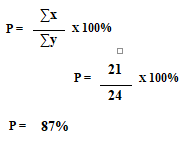 P = ∑x / ∑y x 100%
P = 21 / 24 x 100%
P = 87%